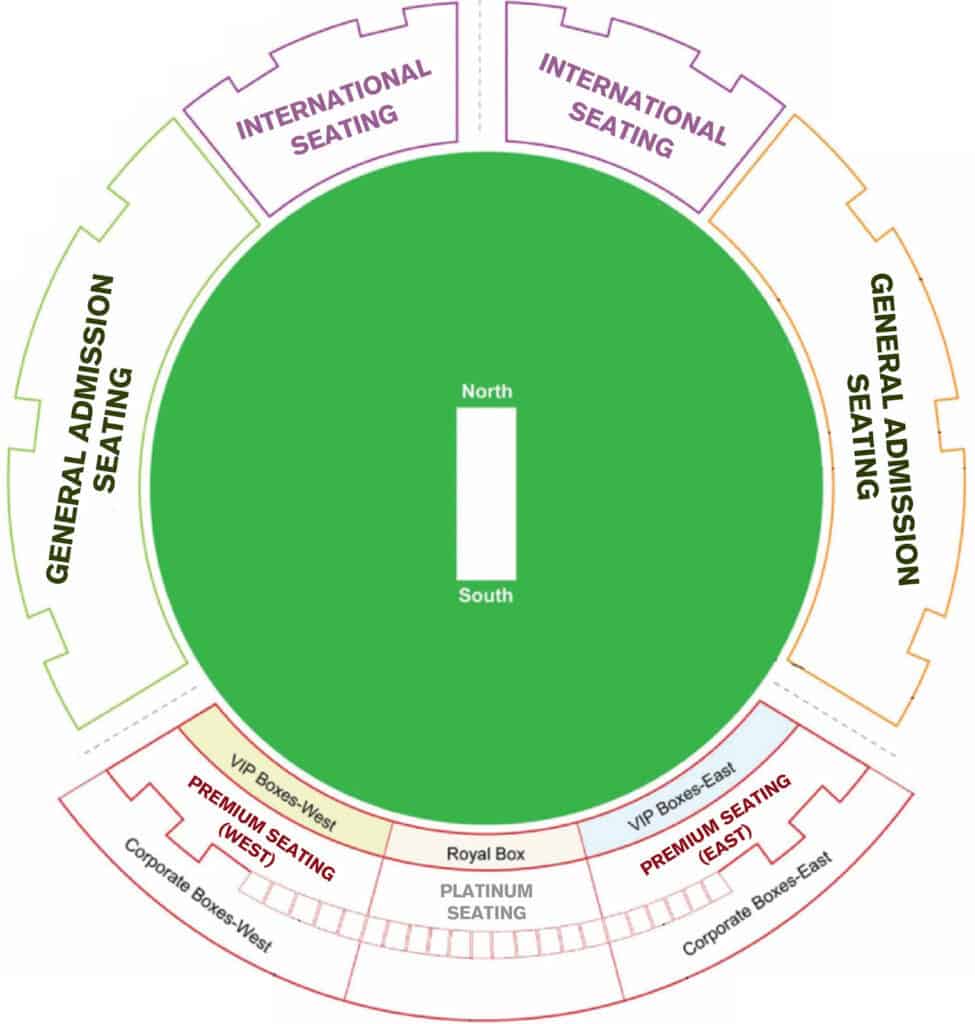 INTERNATIONAL
SEATING
INTERNATIONAL
SEATING
GENERAL ADMISSION
SEATING
GENERAL ADMISSION
SEATING
North
South
VIP Boxes-West
VIP Boxes-East
PREMIUM SEATING
(WEST)
PREMIUM SEATING
(EAST)
Royal Box
PLATINUM
SEATING
Corporate Boxes-West
Corporate Boxes-East